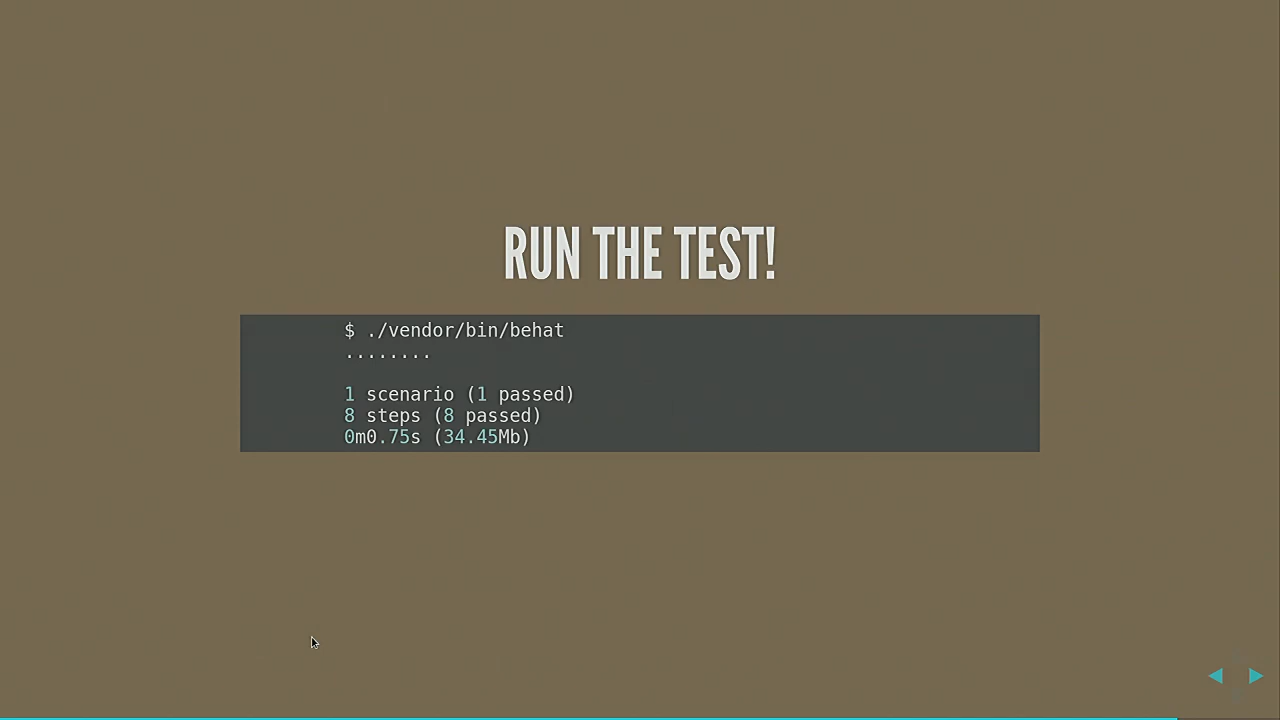 RUN THE TEST!
$ ./vendor/bin/behat
........
1 scenario (1 passed)
8 steps (8 passed)
0m0.75s (34.45Mb)